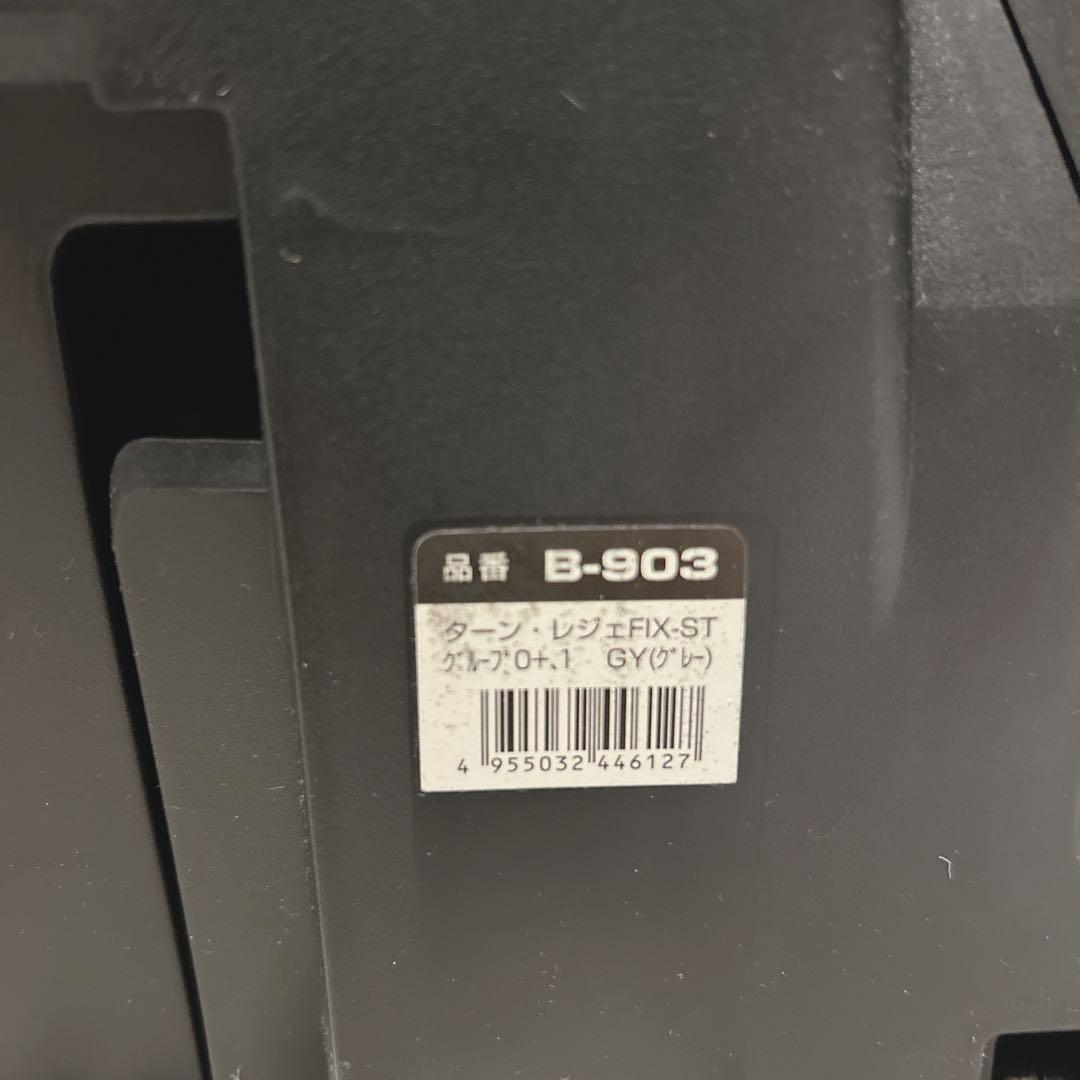 品番 B-903
ターン・レジェFIX-ST
ｸﾞﾙｰﾌﾟ0+､1 GY(ｸﾞﾚｰ)
4 955032 446127